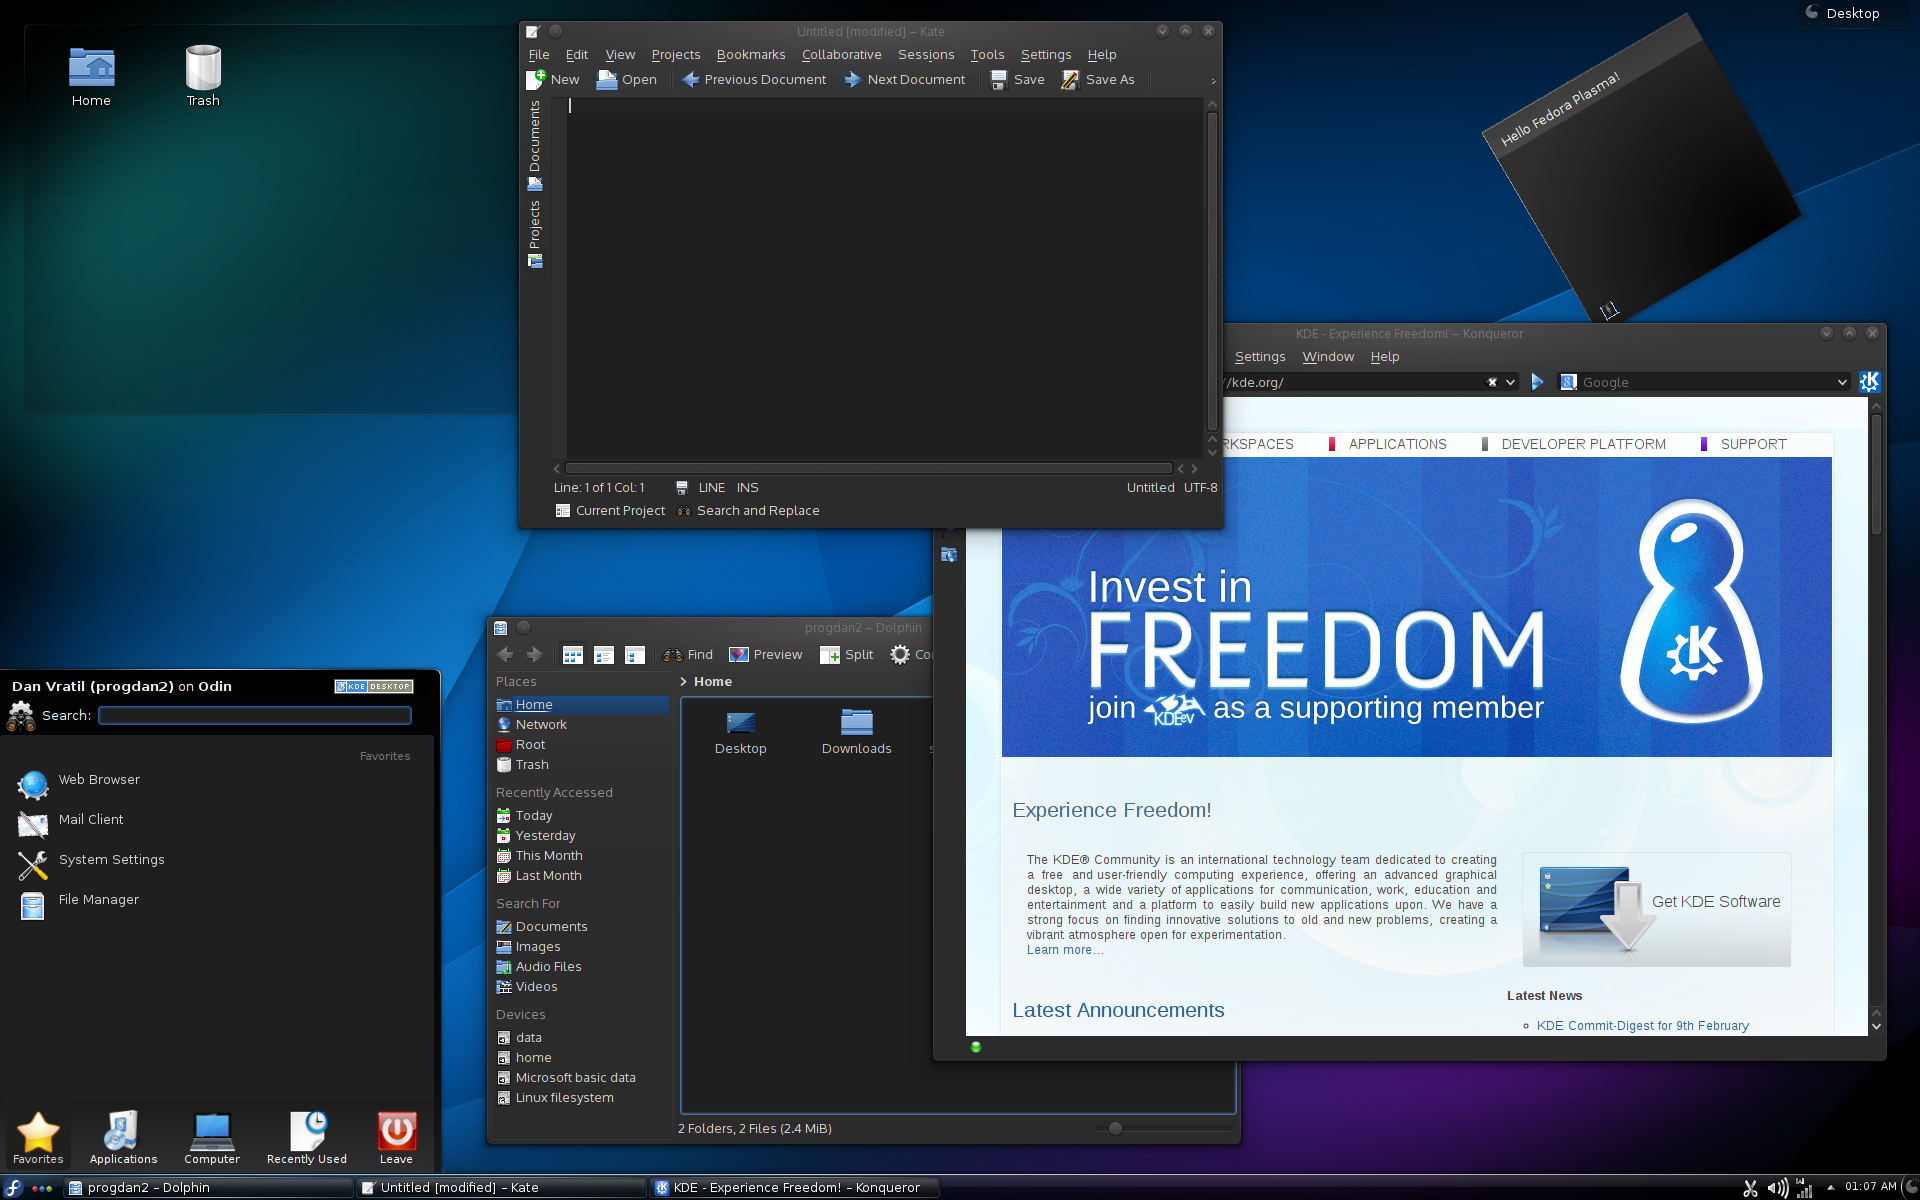 Desktop
Home
Trash
Untitled [modified] – Kate
File Edit View Projects Bookmarks Collaborative Sessions Tools Settings Help
New Open Previous Document Next Document Save Save As
Documents
Projects
Line: 1 of 1 Col: 1 LINE INS Untitled UTF-8
Current Project Search and Replace
Hello Fedora Plasma!
KDE - Experience Freedom! – Konqueror
Settings Window Help
//kde.org/ Google
RKSPACES APPLICATIONS DEVELOPER PLATFORM SUPPORT
Invest in
FREEDOM
join KDE e.V. as a supporting member
Experience Freedom!
The KDE® Community is an international technology team dedicated to creating
a free and user-friendly computing experience, offering an advanced graphical
desktop, a wide variety of applications for communication, work, education and
entertainment and a platform to easily build new applications upon. We have a
strong focus on finding innovative solutions to old and new problems, creating a
vibrant atmosphere open for experimentation.
Learn more...
Get KDE Software
Latest Announcements
Latest News
KDE Commit-Digest for 9th February
progdan2 – Dolphin
Find Preview Split Co
Places
Home
Network
Root
Trash
Recently Accessed
Today
Yesterday
This Month
Last Month
Search For
Documents
Images
Audio Files
Videos
Devices
data
home
Microsoft basic data
Linux filesystem
> Home
Desktop
Downloads
s
2 Folders, 2 Files (2.4 MiB)
Dan Vratil (progdan2) on Odin
KDE DESKTOP
Search:
Favorites
Web Browser
Mail Client
System Settings
File Manager
Favorites Applications Computer Recently Used Leave
progdan2 – Dolphin Untitled [modified] – Kate KDE - Experience Freedom! – Konqueror 01:07 AM